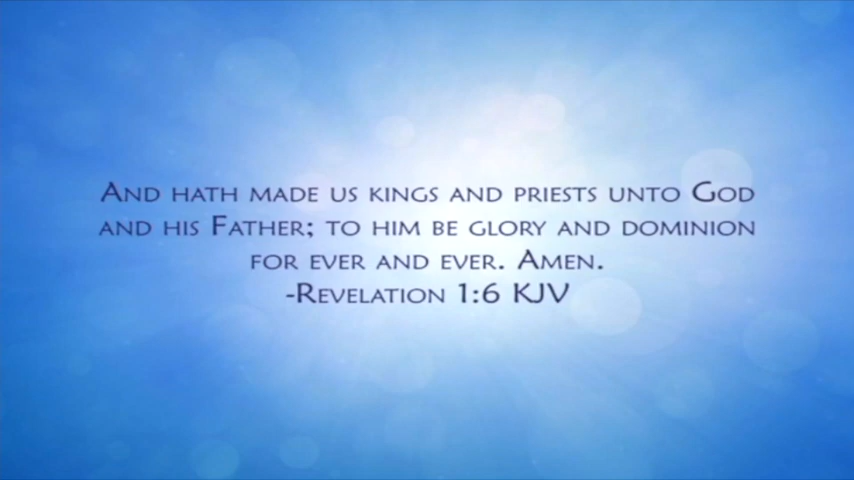 And hath made us kings and priests unto God
and his Father; to him be glory and dominion
for ever and ever. Amen.
-Revelation 1:6 KJV